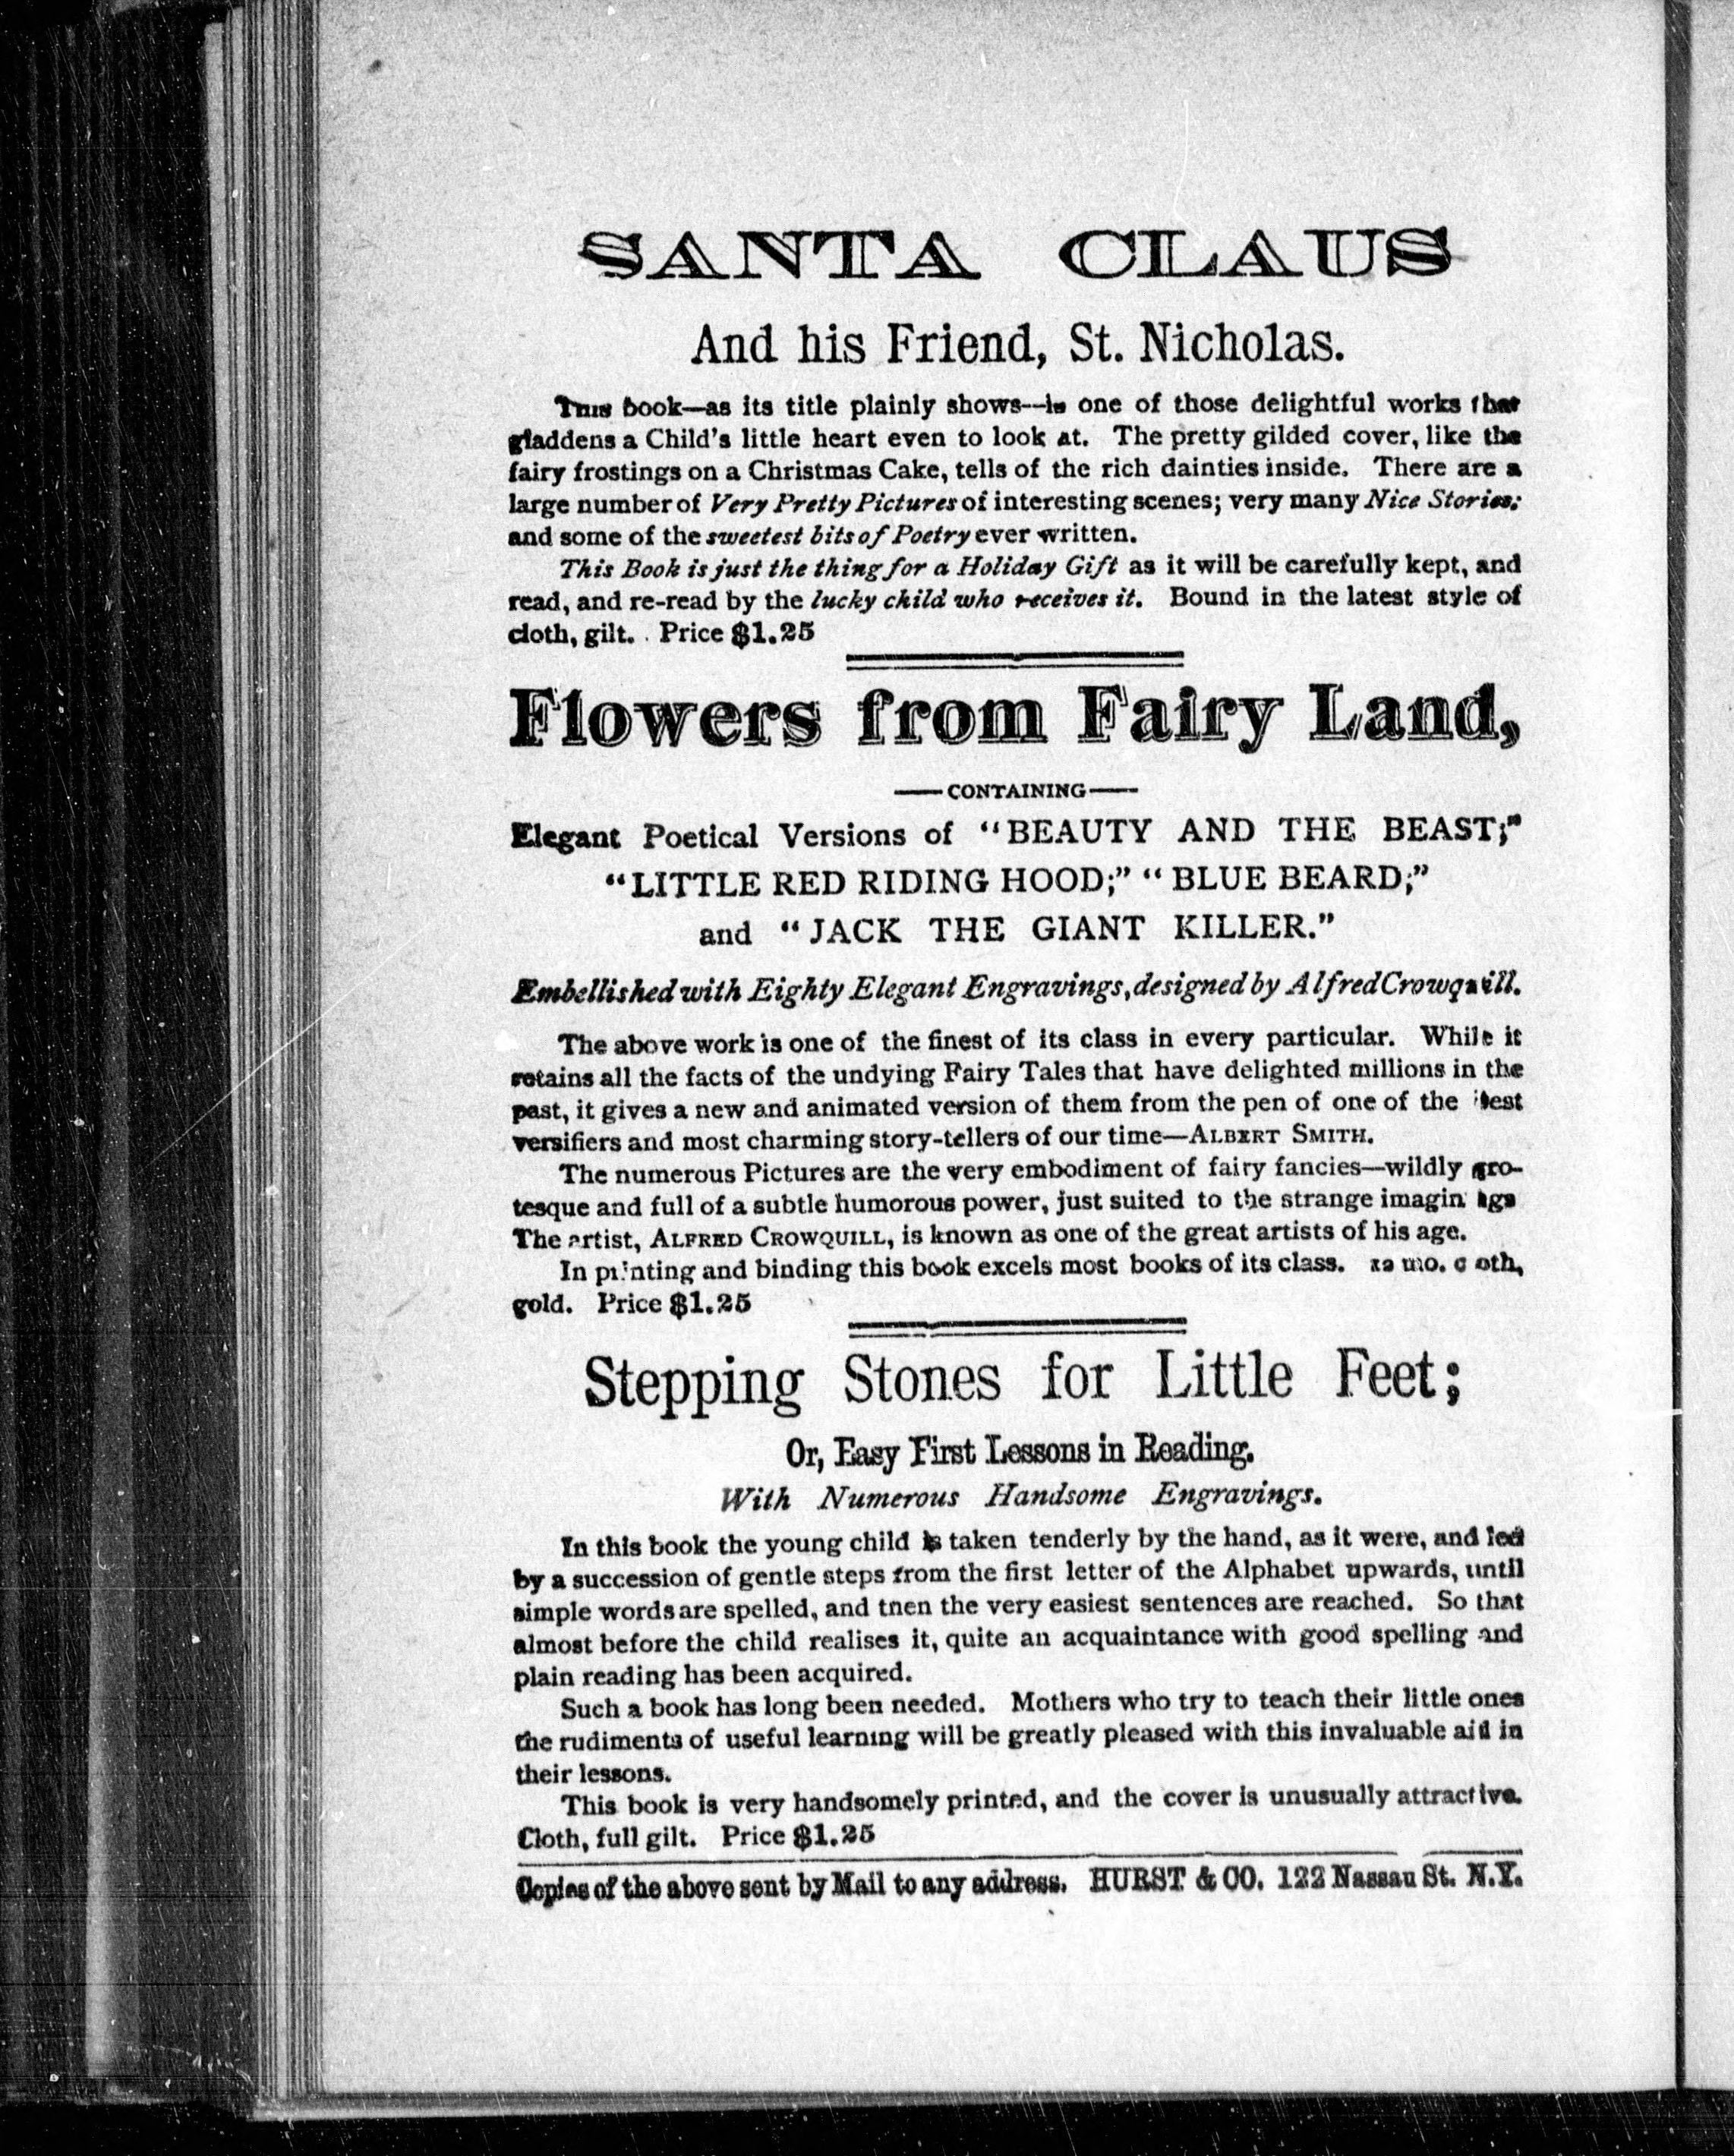 SANTA CLAUS
And his Friend, St. Nicholas.
This book—as its title plainly shows—is one of those delightful works that
gladdens a Child's little heart even to look at. The pretty gilded cover, like the
fairy frostings on a Christmas Cake, tells of the rich dainties inside. There are a
large number of Very Pretty Pictures of interesting scenes; very many Nice Stories;
and some of the sweetest bits of Poetry ever written.
This Book is just the thing for a Holiday Gift as it will be carefully kept, and
read, and re-read by the lucky child who receives it. Bound in the latest style of
cloth, gilt. Price $1.25
Flowers from Fairy Land,
—CONTAINING—
Elegant Poetical Versions of "BEAUTY AND THE BEAST;"
"LITTLE RED RIDING HOOD;" "BLUE BEARD;"
and "JACK THE GIANT KILLER."
Embellished with Eighty Elegant Engravings, designed by Alfred Crowquill.
The above work is one of the finest of its class in every particular. While it
retains all the facts of the undying Fairy Tales that have delighted millions in the
past, it gives a new and animated version of them from the pen of one of the best
versifiers and most charming story-tellers of our time—ALBERT SMITH.
The numerous Pictures are the very embodiment of fairy fancies—wildly gro-
tesque and full of a subtle humorous power, just suited to the strange imaginings
The artist, ALFRED CROWQUILL, is known as one of the great artists of his age.
In printing and binding this book excels most books of its class. 12 mo. cloth,
gold. Price $1.25
Stepping Stones for Little Feet;
Or, Easy First Lessons in Reading.
With Numerous Handsome Engravings.
In this book the young child is taken tenderly by the hand, as it were, and led
by a succession of gentle steps from the first letter of the Alphabet upwards, until
simple words are spelled, and then the very easiest sentences are reached. So that
almost before the child realises it, quite an acquaintance with good spelling and
plain reading has been acquired.
Such a book has long been needed. Mothers who try to teach their little ones
the rudiments of useful learning will be greatly pleased with this invaluable aid in
their lessons.
This book is very handsomely printed, and the cover is unusually attractive.
Cloth, full gilt. Price $1.25
Copies of the above sent by Mail to any address. HURST & CO. 122 Nassau St. N.Y.